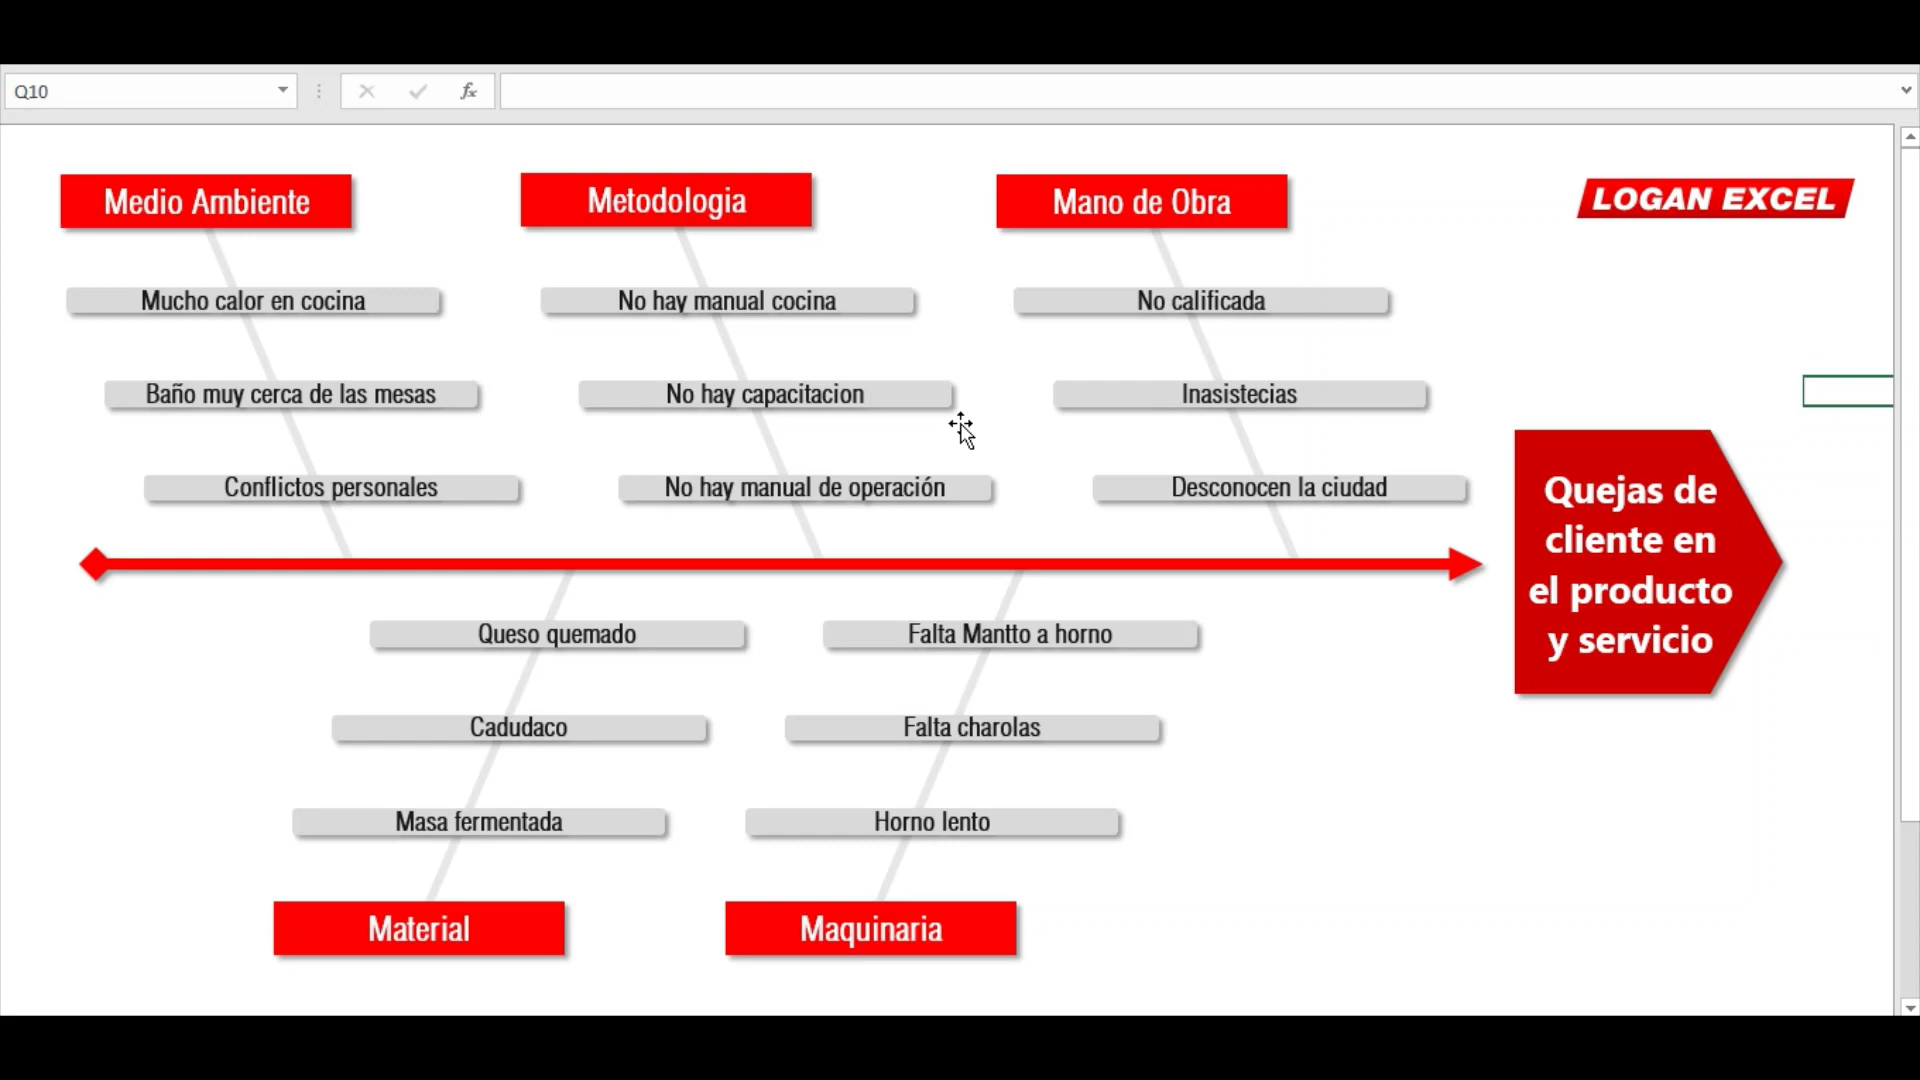 Q10
fx
Medio Ambiente
Metodologia
Mano de Obra
LOGAN EXCEL
Mucho calor en cocina
No hay manual cocina
No calificada
Baño muy cerca de las mesas
No hay capacitacion
Inasistecias
Conflictos personales
No hay manual de operación
Desconocen la ciudad
Quejas de
cliente en
el producto
y servicio
Queso quemado
Falta Mantto a horno
Cadudaco
Falta charolas
Masa fermentada
Horno lento
Material
Maquinaria